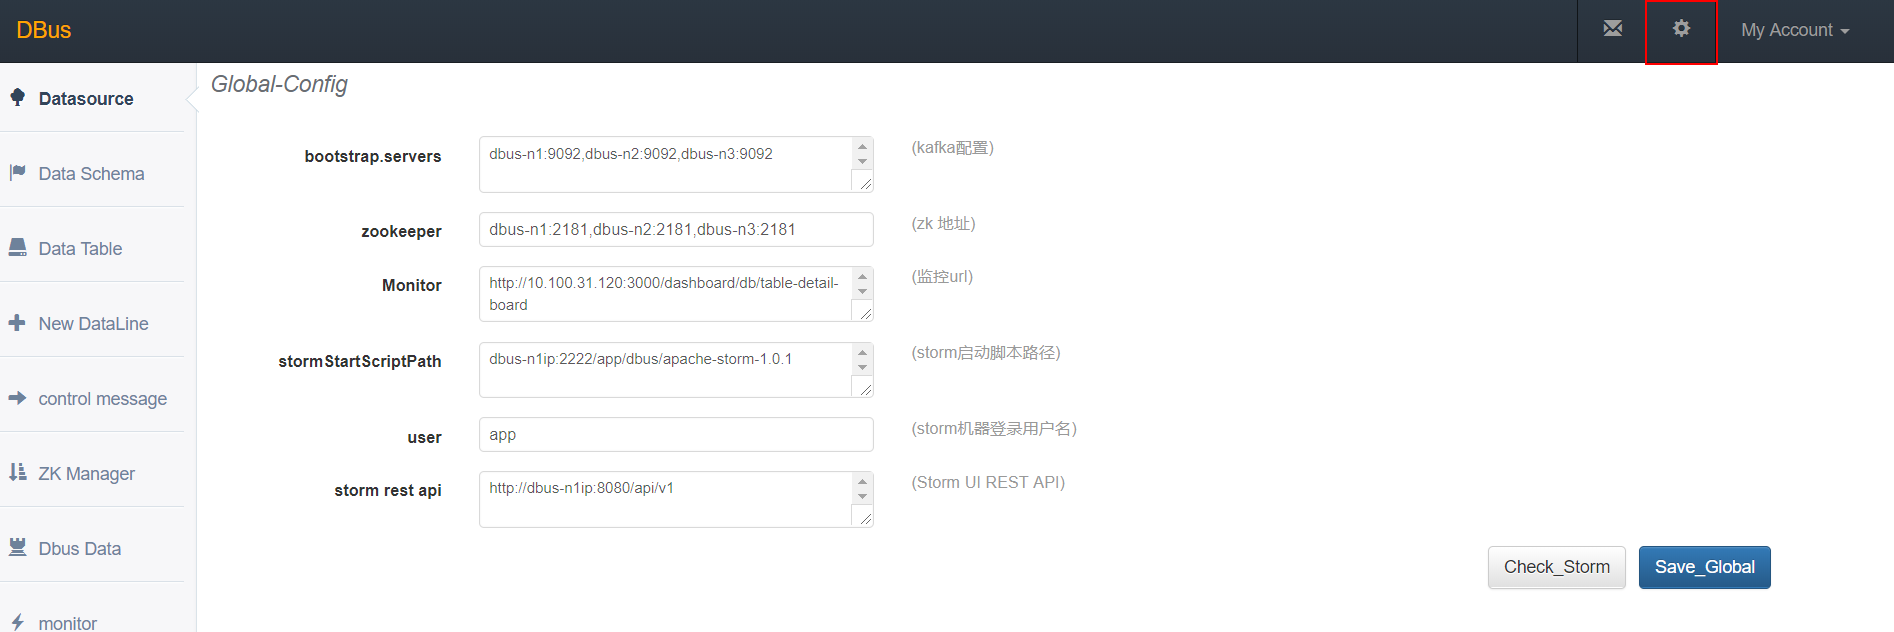 DBus
My Account
Datasource
Data Schema
Data Table
New DataLine
control message
ZK Manager
Dbus Data
monitor
Global-Config
bootstrap.servers
dbus-n1:9092,dbus-n2:9092,dbus-n3:9092
(kafka配置)
zookeeper
dbus-n1:2181,dbus-n2:2181,dbus-n3:2181
(zk 地址)
Monitor
http://10.100.31.120:3000/dashboard/db/table-detail-
board
(监控url)
stormStartScriptPath
dbus-n1ip:2222/app/dbus/apache-storm-1.0.1
(storm启动脚本路径)
user
app
(storm机器登录用户名)
storm rest api
http://dbus-n1ip:8080/api/v1
(Storm UI REST API)
Check_Storm
Save_Global